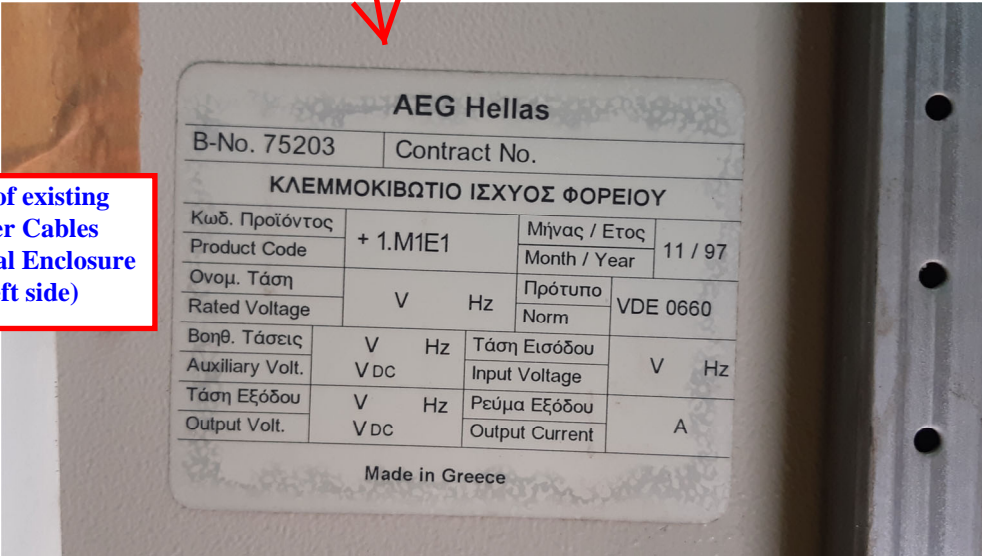 AEG Hellas
B-No. 75203 Contract No.
ΚΛΕΜΜΟΚΙΒΩΤΙΟ ΙΣΧΥΟΣ ΦΟΡΕΙΟΥ
Κωδ. Προϊόντος
Product Code
+ 1.M1E1
Μήνας / Ετος
Month / Year
11 / 97
Ονομ. Τάση
Rated Voltage
V Hz
Πρότυπο
Norm
VDE 0660
Βοηθ. Τάσεις
Auxiliary Volt.
V Hz
V DC
Τάση Εισόδου
Input Voltage
V Hz
Τάση Εξόδου
Output Volt.
V Hz
V DC
Ρεύμα Εξόδου
Output Current
A
Made in Greece
of existing
Cables
Enclosure
side)